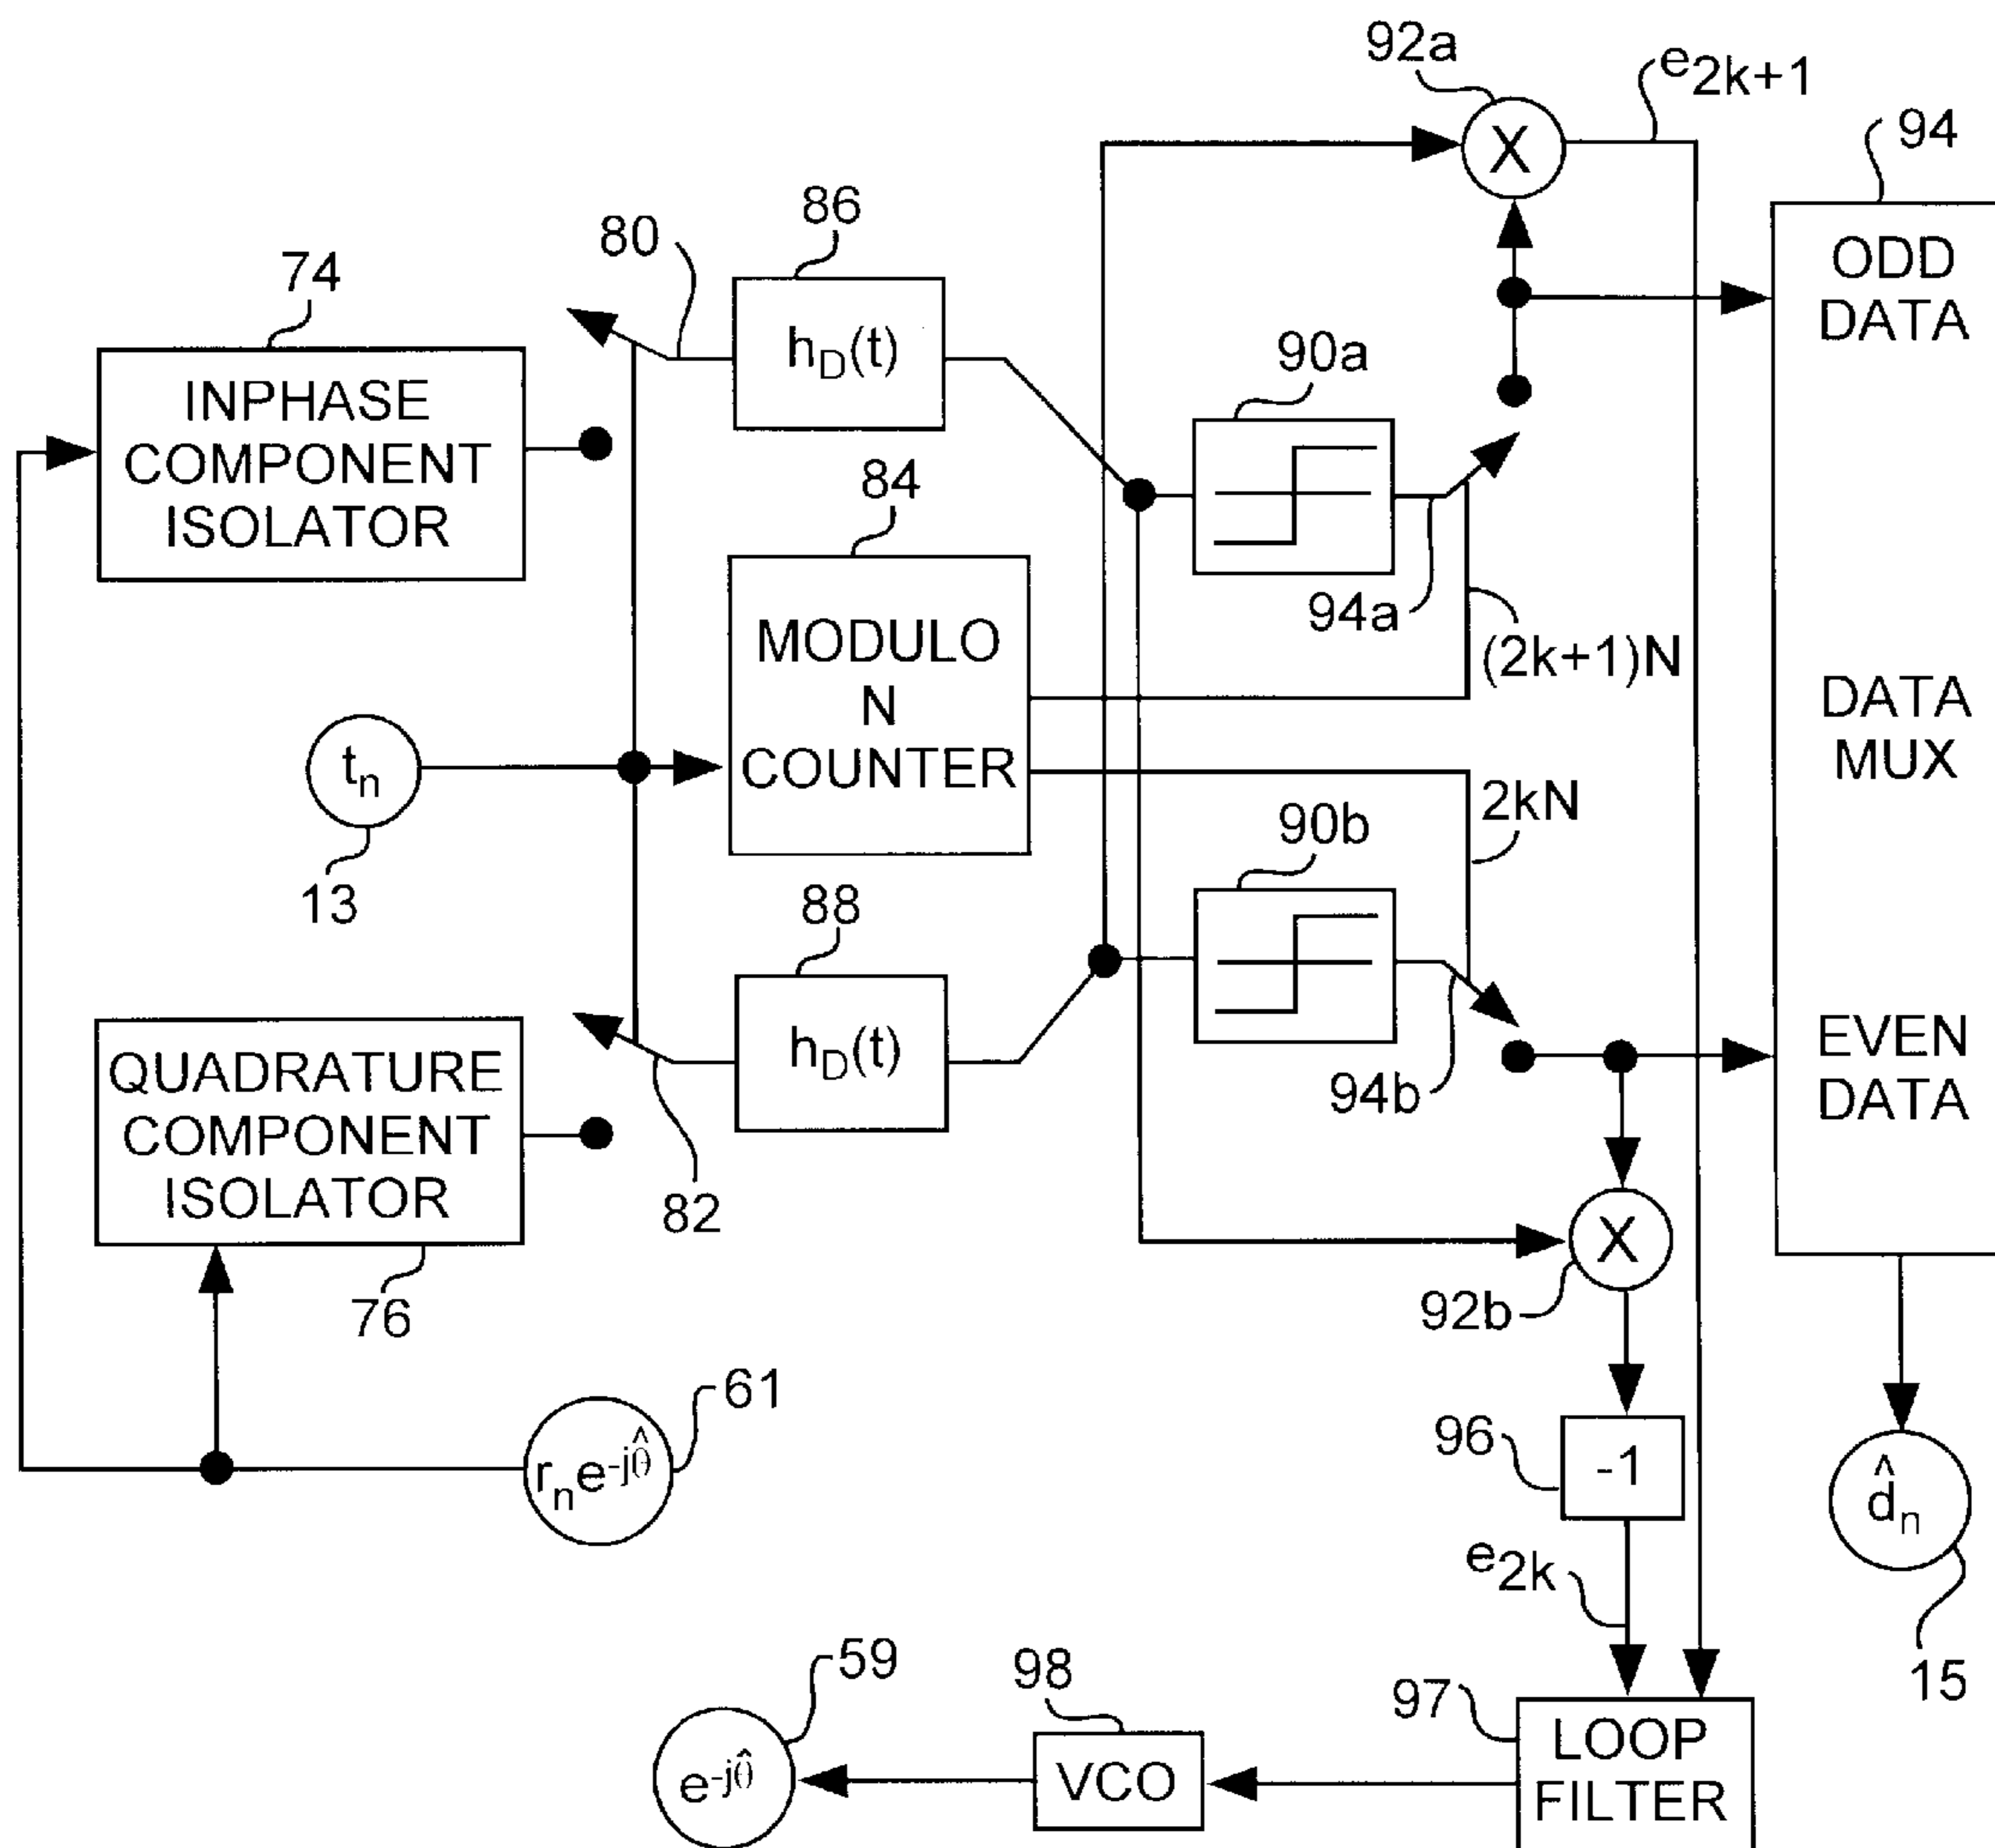 92a
e2k+1
94
86
80
ODD
DATA
74
hD(t)
90a
INPHASE
COMPONENT
ISOLATOR
84
94a
(2k+1)N
MODULO
N
COUNTER
DATA
MUX
tn
2kN
90b
13
88
EVEN
DATA
hD(t)
94b
QUADRATURE
COMPONENT
ISOLATOR
82
76
92b
61
rn e-jθ̂
96
-1
d̂n
e2k
59
98
97
15
LOOP
FILTER
VCO
e-jθ̂
X
X